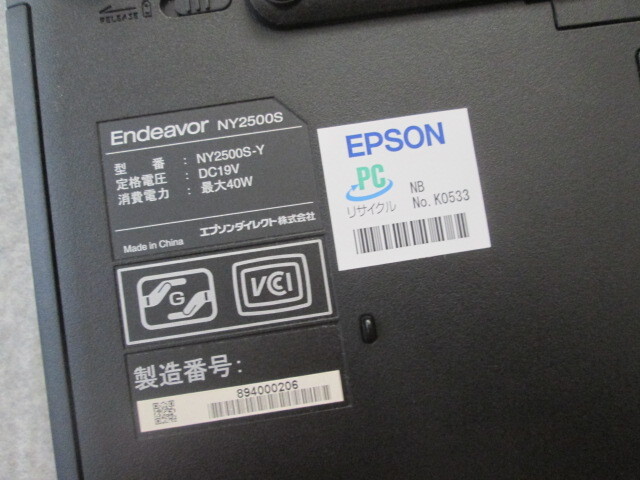 RELEASE
Endeavor NY2500S
型 番 : NY2500S-Y
定格電圧 : DC19V
消費電力 : 最大40W
エプソンダイレクト株式会社
Made in China
G
VCI
製造番号:
894000206
EPSON
PC
リサイクル
NB
No. K0533